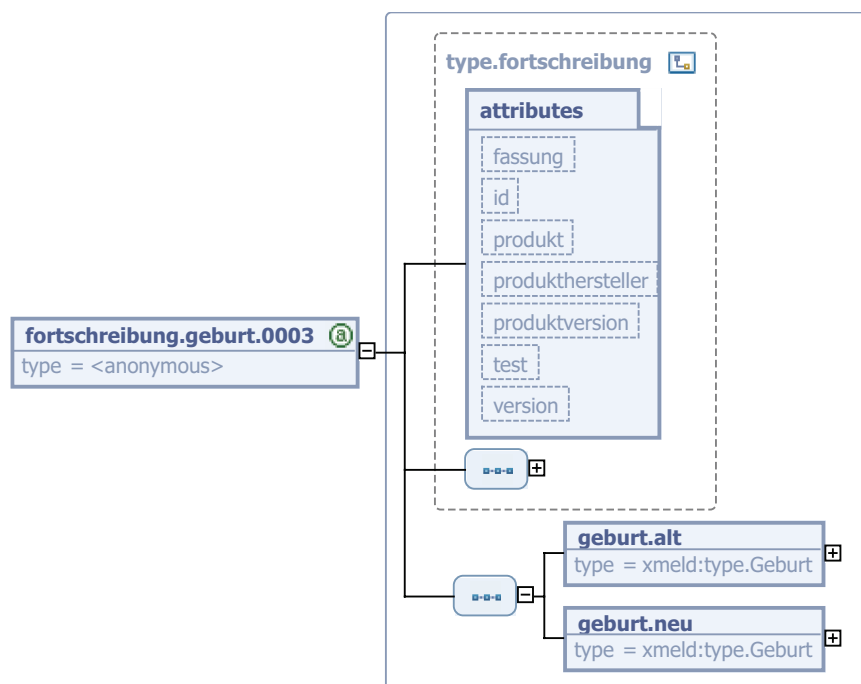 type.fortschreibung
attributes
fassung
id
produkt
produkthersteller
produktversion
test
version
fortschreibung.geburt.0003 a
type = <anonymous>
geburt.alt
type = xmeld:type.Geburt
geburt.neu
type = xmeld:type.Geburt